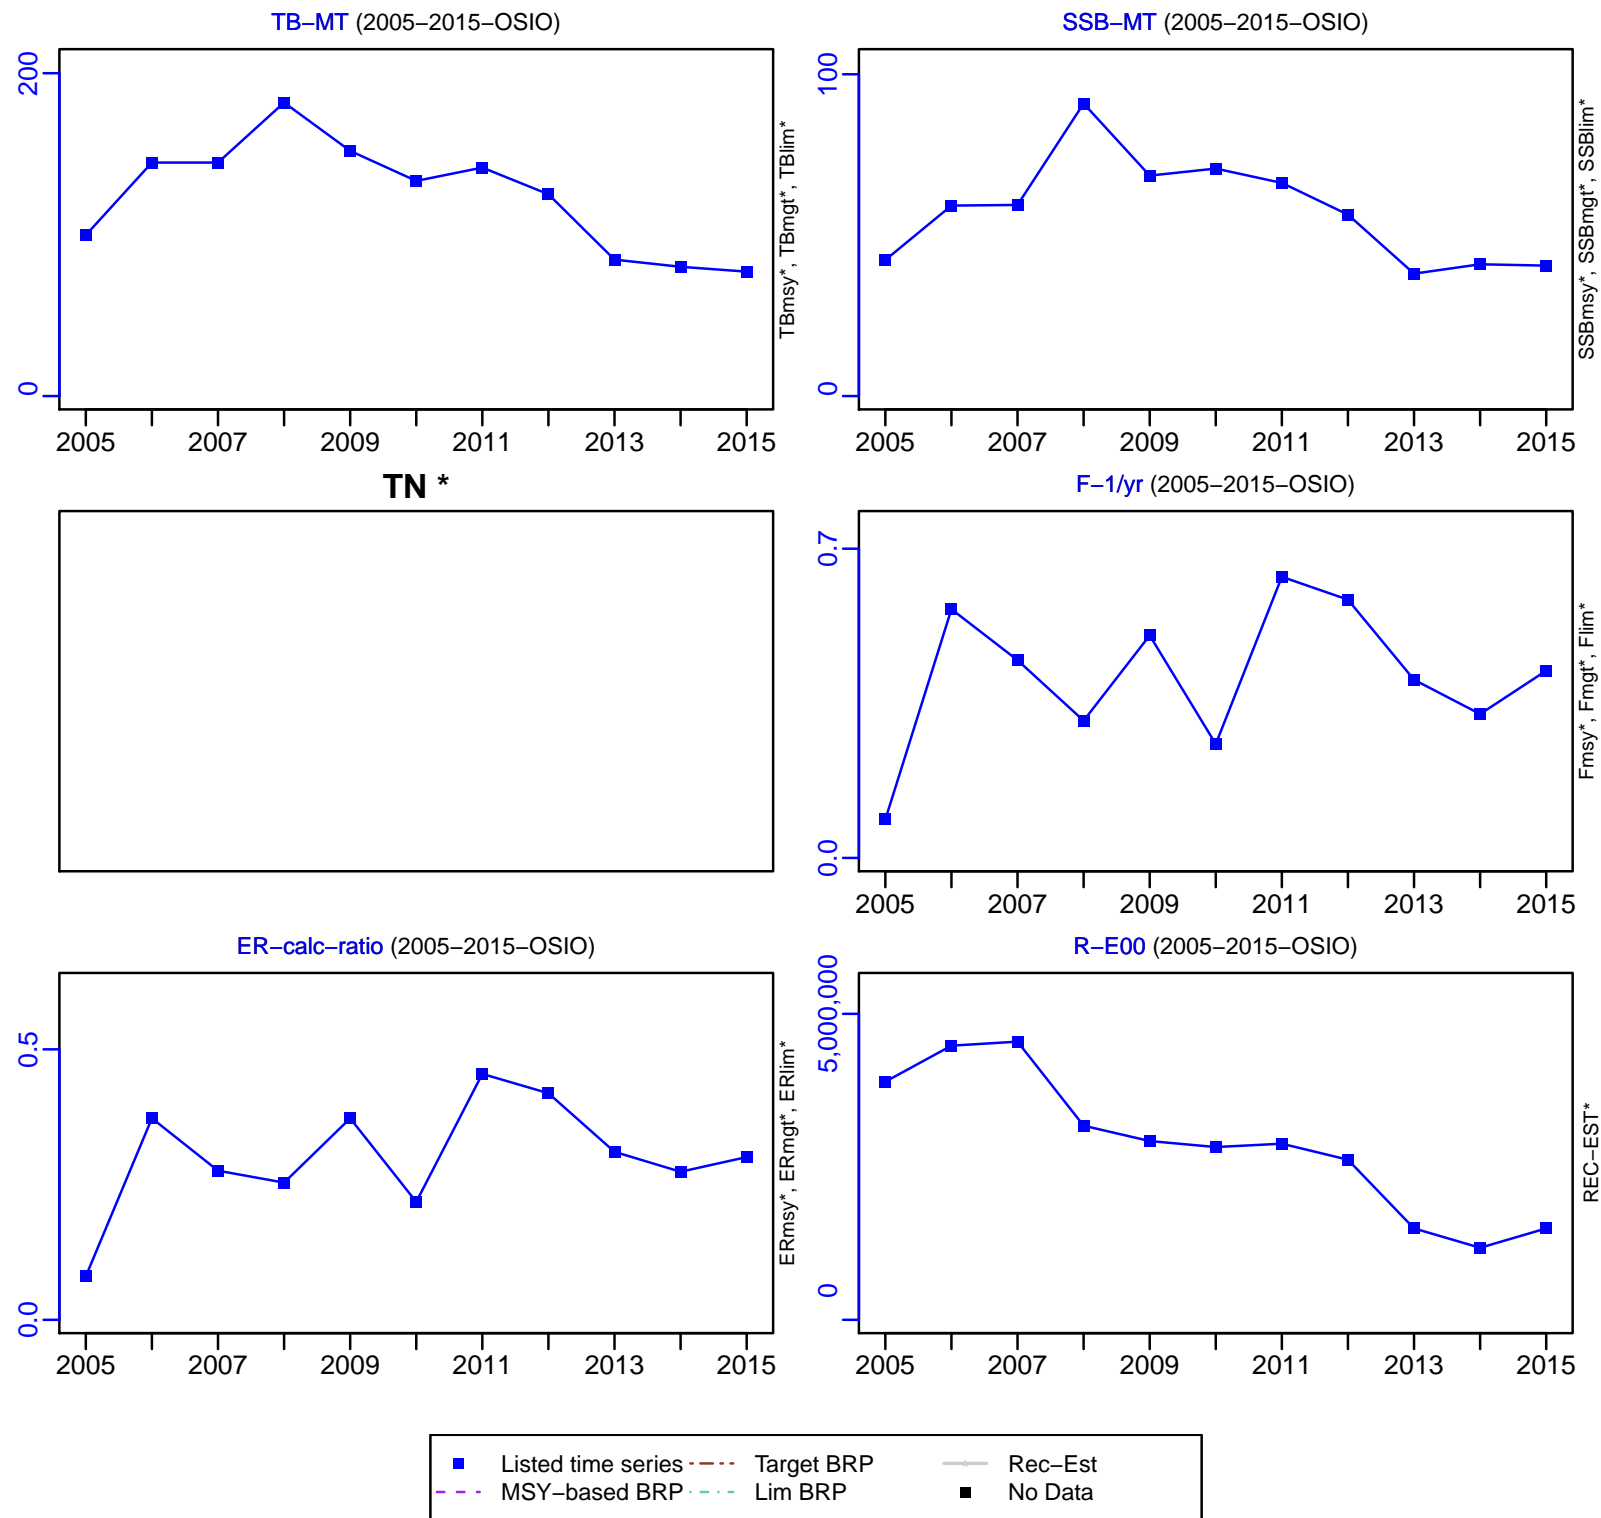 TB−MT (2005−2015−OSIO)
200
0
TBmsy*, TBmgt*, TBlim*
2005 2007 2009 2011 2013 2015
SSB−MT (2005−2015−OSIO)
100
0
SSBmsy*, SSBmgt*, SSBlim*
2005 2007 2009 2011 2013 2015
TN *
F−1/yr (2005−2015−OSIO)
0.7
0.0
Fmsy*, Fmgt*, Flim*
2005 2007 2009 2011 2013 2015
ER−calc−ratio (2005−2015−OSIO)
0.5
0.0
ERmsy*, ERmgt*, ERlim*
2005 2007 2009 2011 2013 2015
R−E00 (2005−2015−OSIO)
5,000,000
0
REC−EST*
2005 2007 2009 2011 2013 2015
Listed time series Target BRP Rec−Est
MSY−based BRP Lim BRP No Data